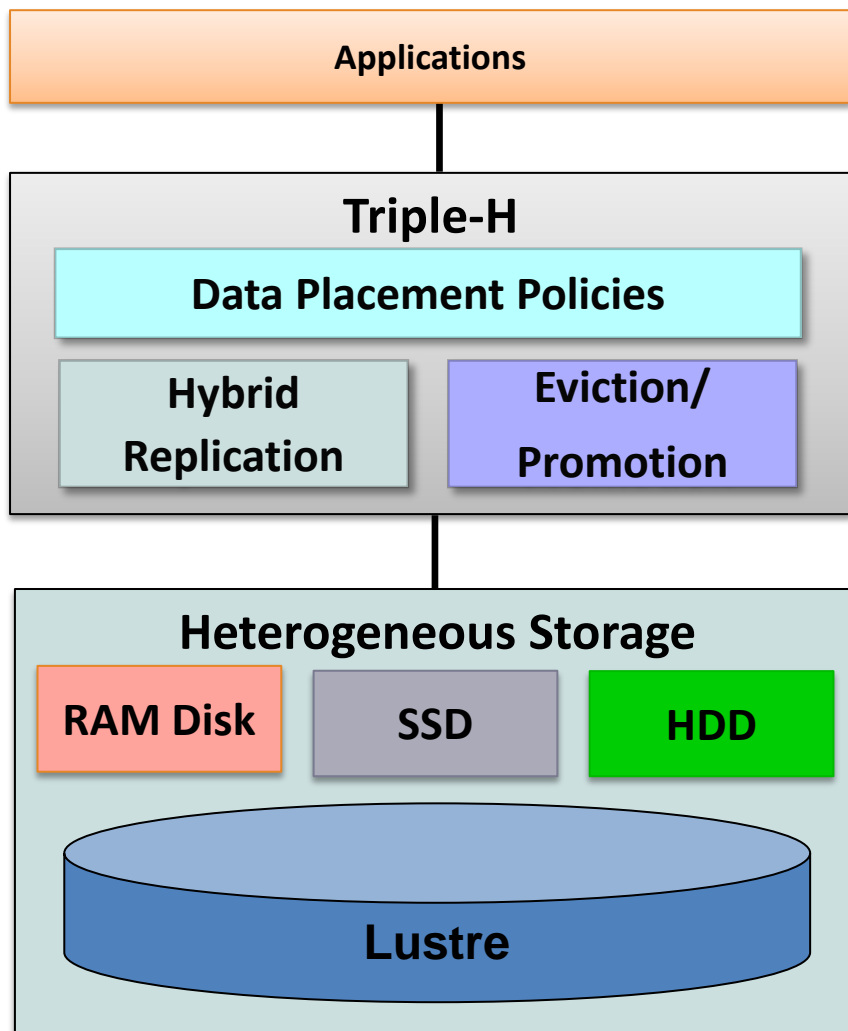 Applications
Triple-H
Data Placement Policies
Hybrid
Replication
Eviction/
Promotion
Heterogeneous Storage
RAM Disk
SSD
HDD
Lustre